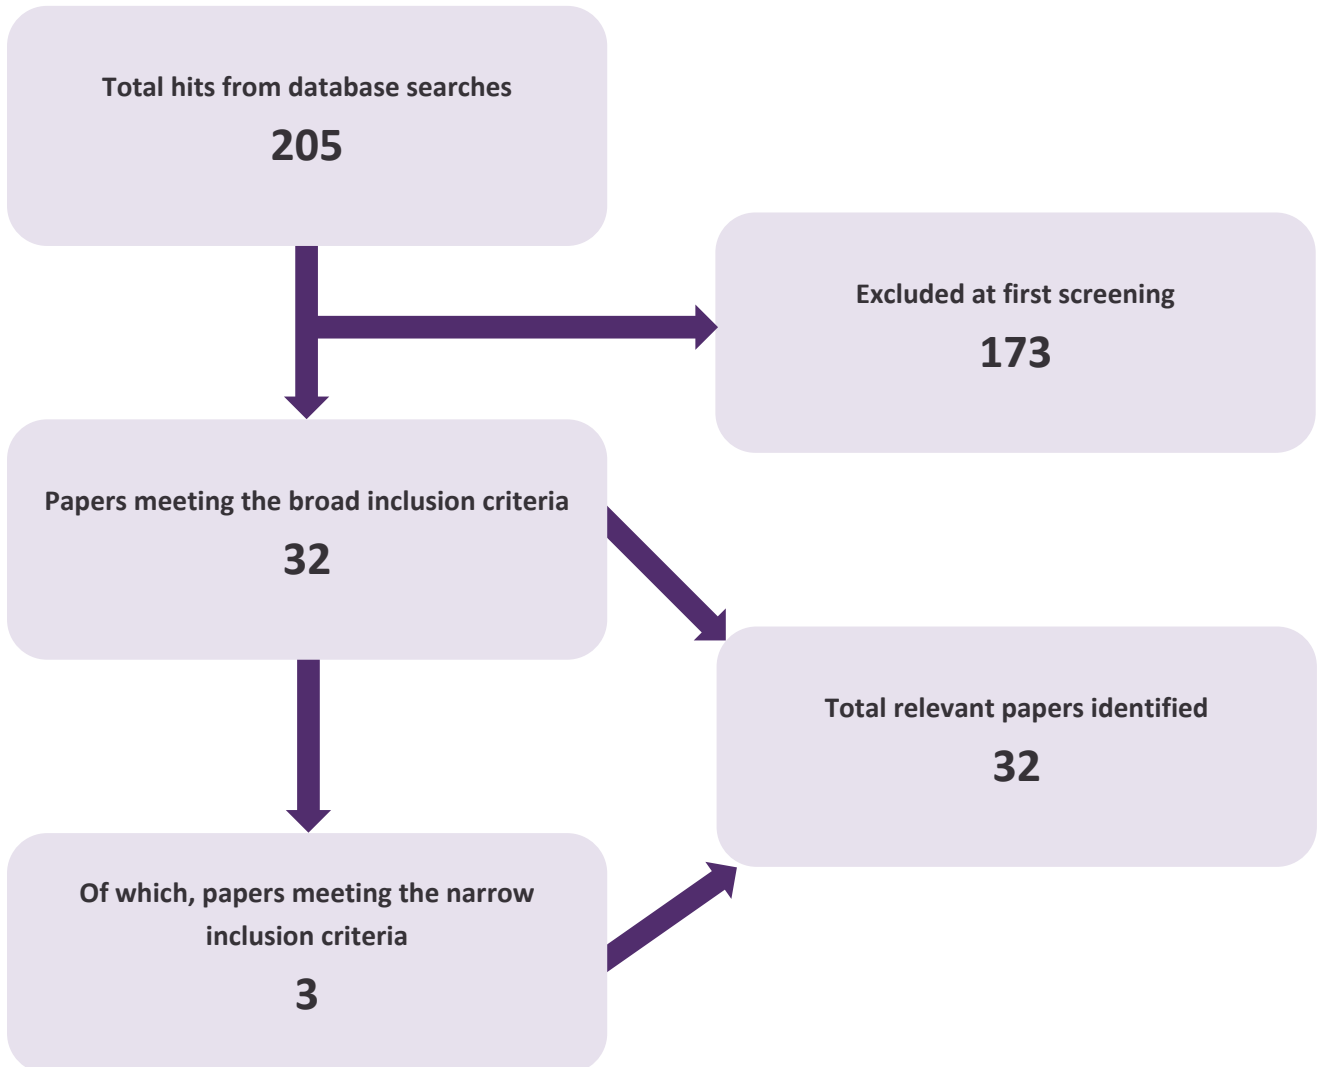 Total hits from database searches
205
Excluded at first screening
173
Papers meeting the broad inclusion criteria
32
Total relevant papers identified
32
Of which, papers meeting the narrow
inclusion criteria
3